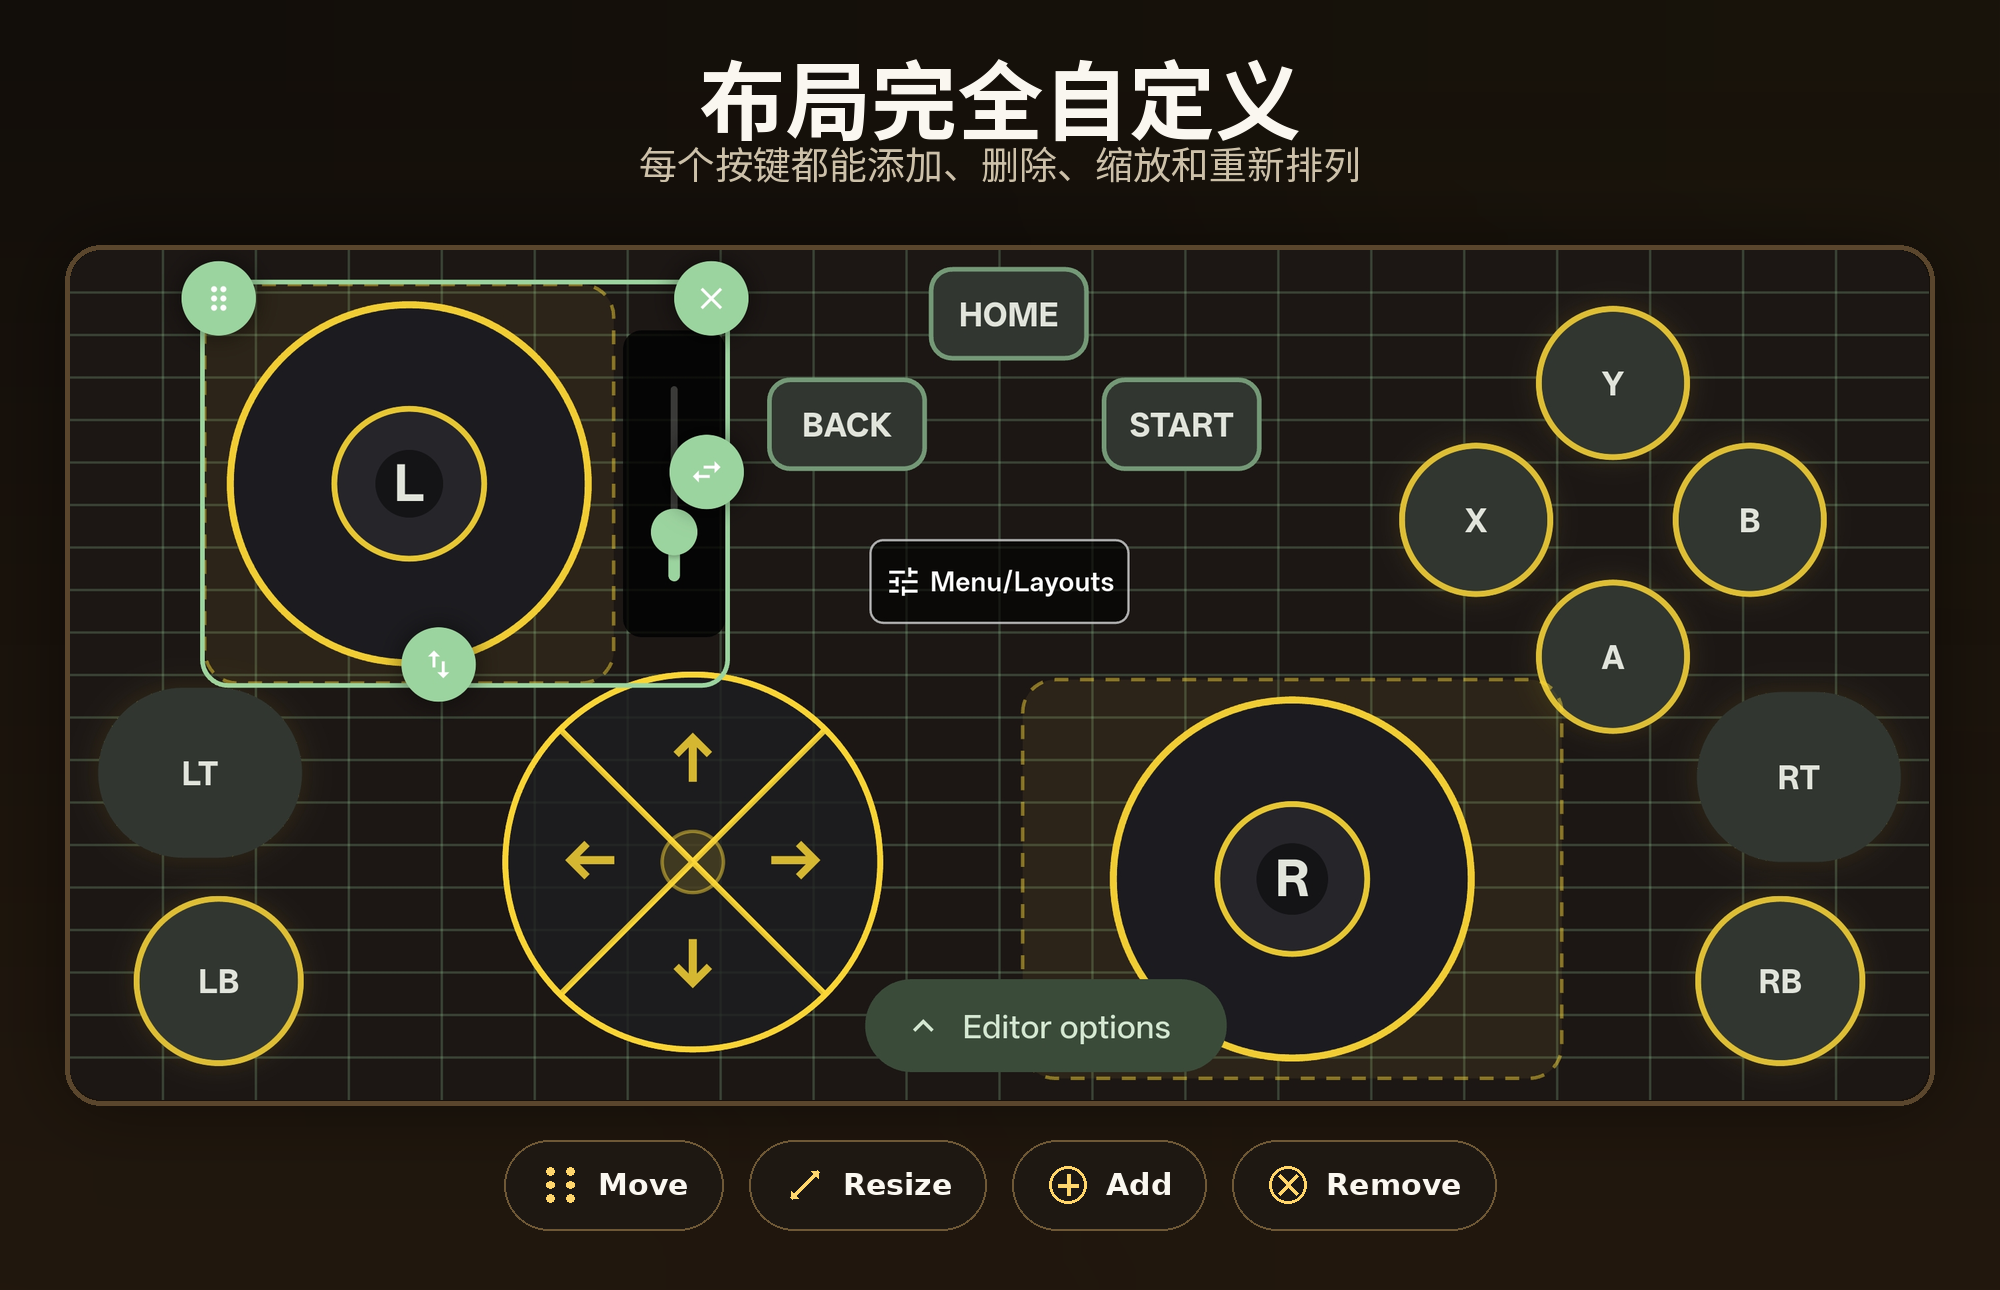 布局完全自定义
每个按键都能添加、删除、缩放和重新排列
HOME
BACK
START
Y
X
B
A
L
Menu/Layouts
LT
RT
R
LB
RB
Editor options
Move
Resize
Add
Remove